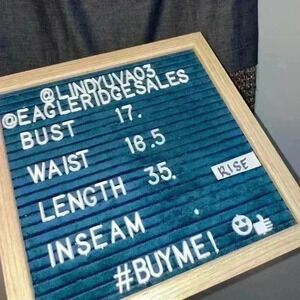 @LINDYUVA03
@EAGLERIDGESALES
BUST 17.
WAIST 16.5
LENGTH 35. RISE
INSEAM .
#BUYME!